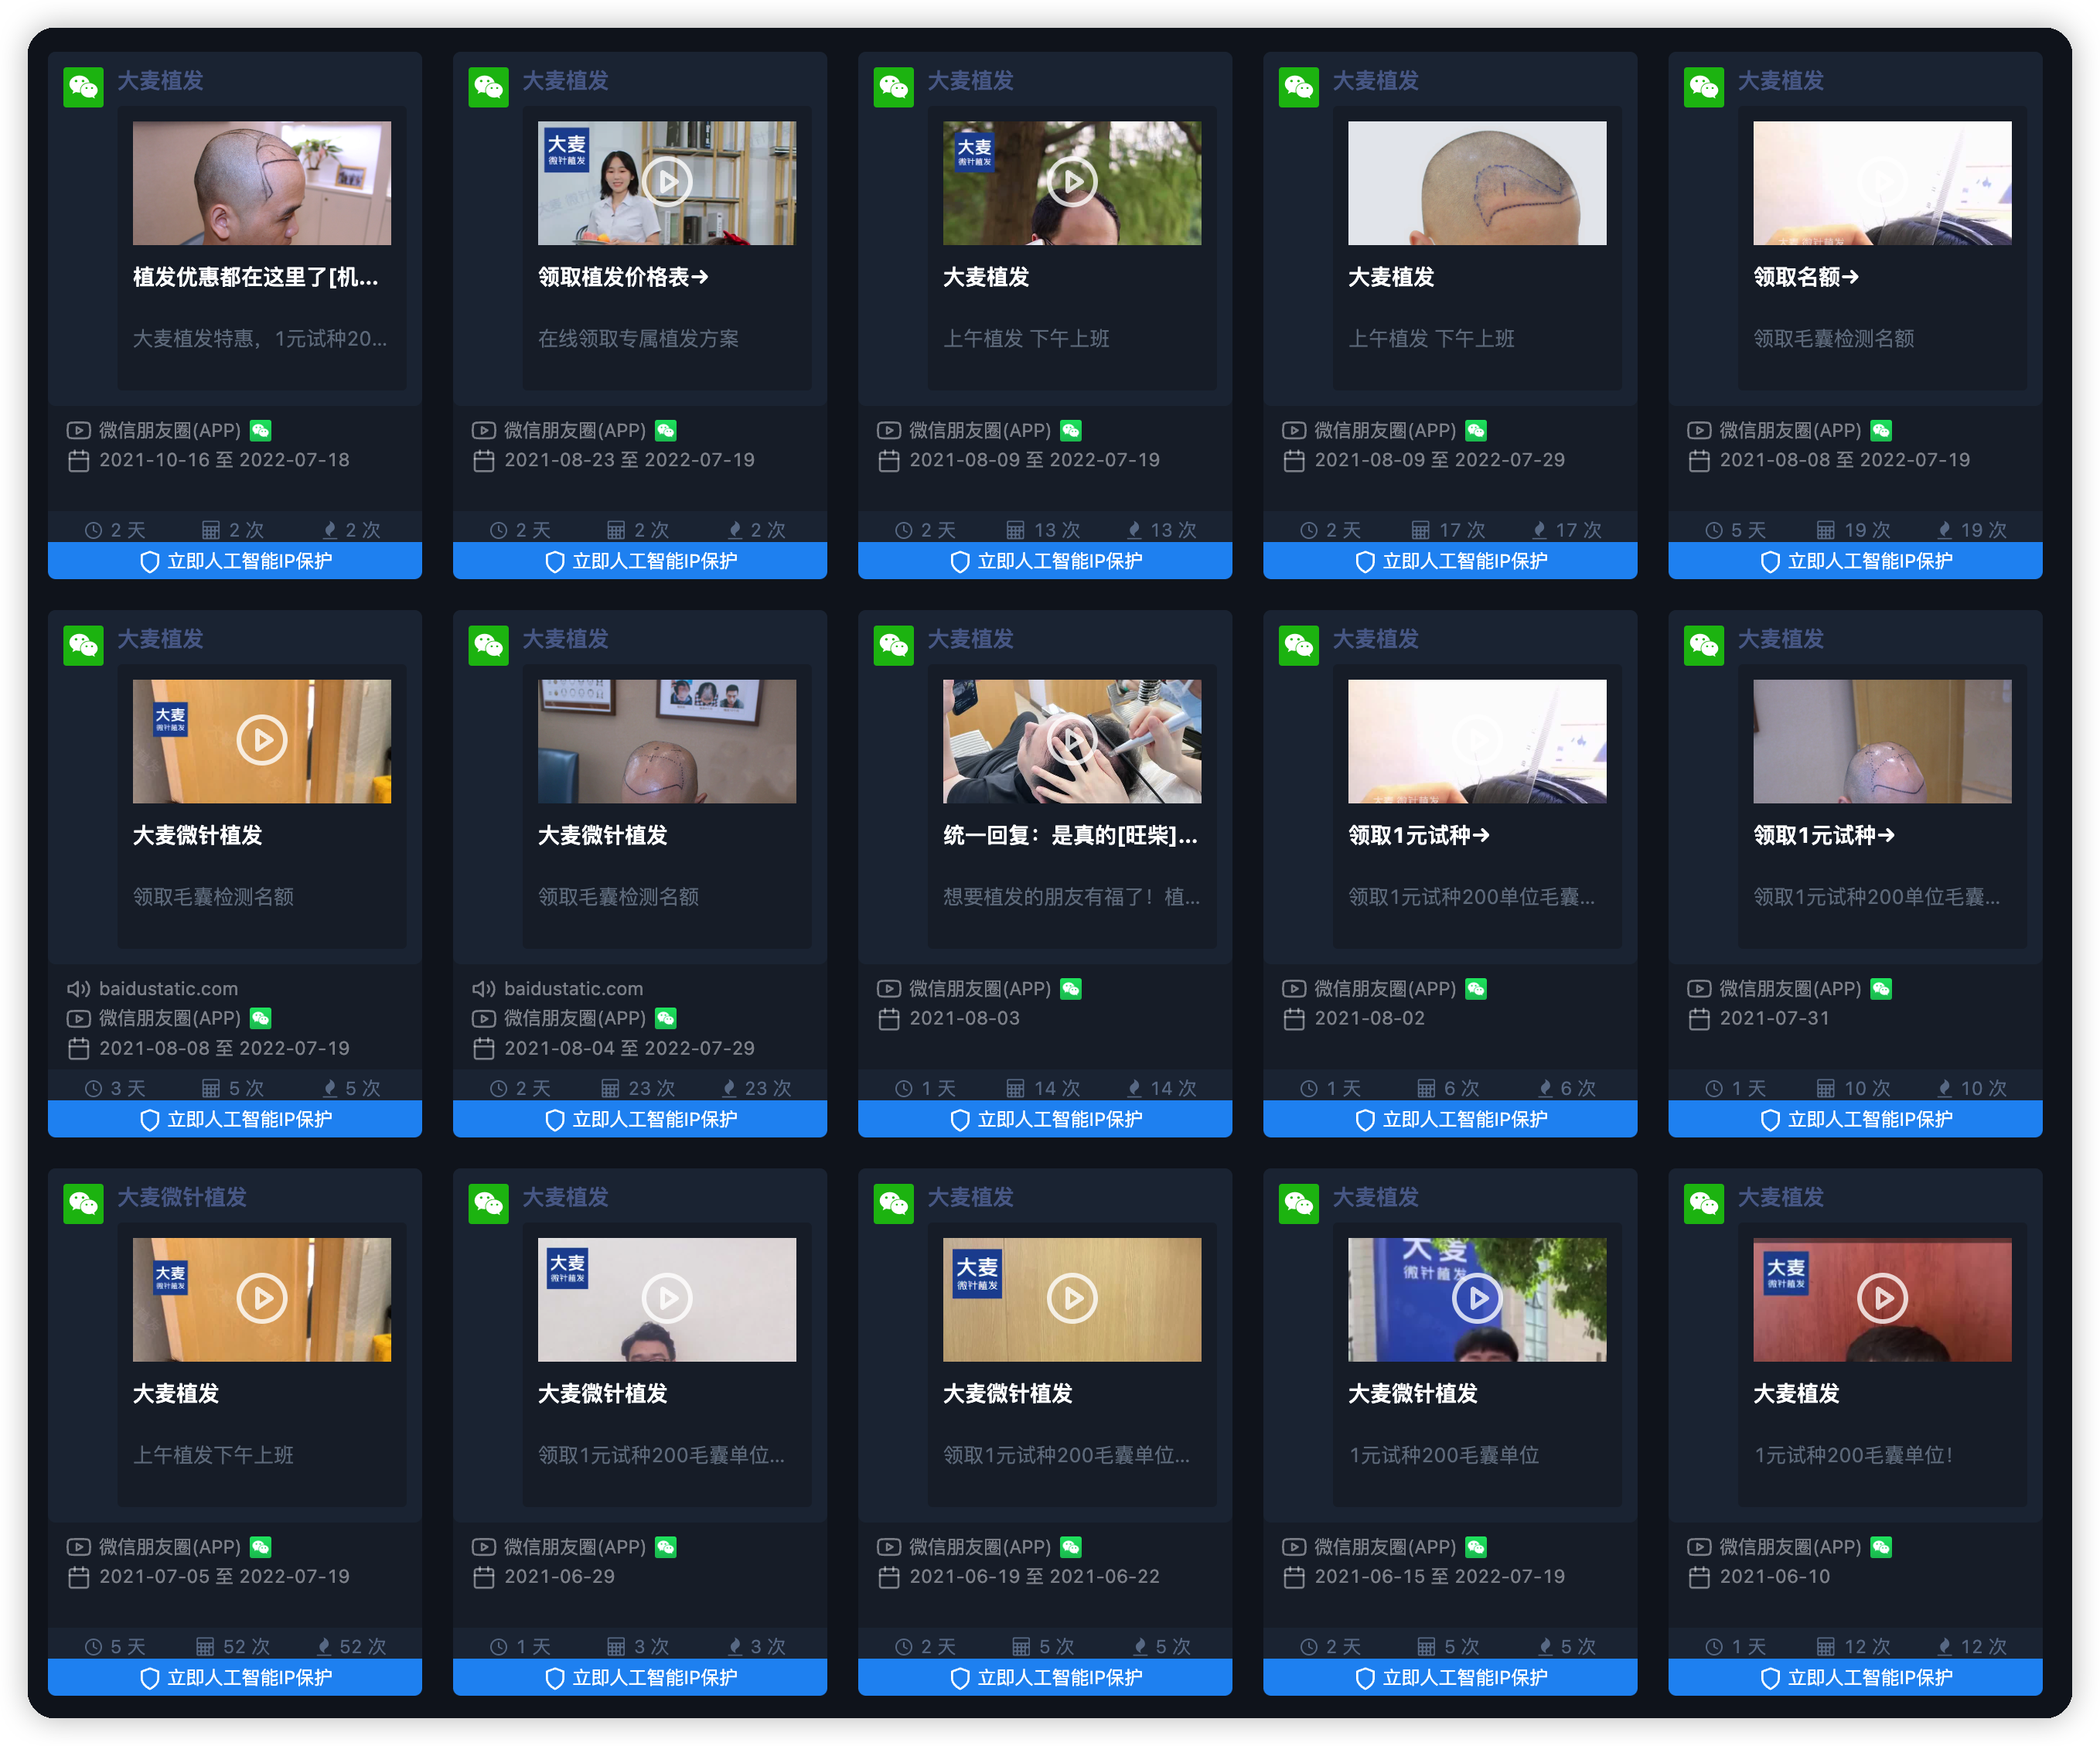 大麦植发
植发优惠都在这里了[机...
大麦植发特惠，1元试种20...
微信朋友圈(APP)
2021-10-16 至 2022-07-18
2 天 2 次 2 次
立即人工智能IP保护
大麦植发
大麦
微针植发
领取植发价格表→
在线领取专属植发方案
微信朋友圈(APP)
2021-08-23 至 2022-07-19
2 天 2 次 2 次
立即人工智能IP保护
大麦植发
大麦
微针植发
大麦植发
上午植发 下午上班
微信朋友圈(APP)
2021-08-09 至 2022-07-19
2 天 13 次 13 次
立即人工智能IP保护
大麦植发
大麦植发
上午植发 下午上班
微信朋友圈(APP)
2021-08-09 至 2022-07-29
2 天 17 次 17 次
立即人工智能IP保护
大麦植发
领取名额→
领取毛囊检测名额
微信朋友圈(APP)
2021-08-08 至 2022-07-19
5 天 19 次 19 次
立即人工智能IP保护
大麦植发
大麦
微针植发
大麦微针植发
领取毛囊检测名额
baidustatic.com
微信朋友圈(APP)
2021-08-08 至 2022-07-19
3 天 5 次 5 次
立即人工智能IP保护
大麦植发
大麦微针植发
领取毛囊检测名额
baidustatic.com
微信朋友圈(APP)
2021-08-04 至 2022-07-29
2 天 23 次 23 次
立即人工智能IP保护
大麦植发
统一回复：是真的[旺柴]...
想要植发的朋友有福了！植...
微信朋友圈(APP)
2021-08-03
1 天 14 次 14 次
立即人工智能IP保护
大麦植发
领取1元试种→
领取1元试种200单位毛囊...
微信朋友圈(APP)
2021-08-02
1 天 6 次 6 次
立即人工智能IP保护
大麦植发
领取1元试种→
领取1元试种200单位毛囊...
微信朋友圈(APP)
2021-07-31
1 天 10 次 10 次
立即人工智能IP保护
大麦微针植发
大麦
微针植发
大麦植发
上午植发下午上班
微信朋友圈(APP)
2021-07-05 至 2022-07-19
5 天 52 次 52 次
立即人工智能IP保护
大麦植发
大麦
微针植发
大麦微针植发
领取1元试种200毛囊单位...
微信朋友圈(APP)
2021-06-29
1 天 3 次 3 次
立即人工智能IP保护
大麦植发
大麦
微针植发
大麦微针植发
领取1元试种200毛囊单位...
微信朋友圈(APP)
2021-06-19 至 2021-06-22
2 天 5 次 5 次
立即人工智能IP保护
大麦植发
大麦
微针植发
大麦微针植发
1元试种200毛囊单位
微信朋友圈(APP)
2021-06-15 至 2022-07-19
2 天 5 次 5 次
立即人工智能IP保护
大麦植发
大麦
微针植发
大麦植发
1元试种200毛囊单位！
微信朋友圈(APP)
2021-06-10
1 天 12 次 12 次
立即人工智能IP保护